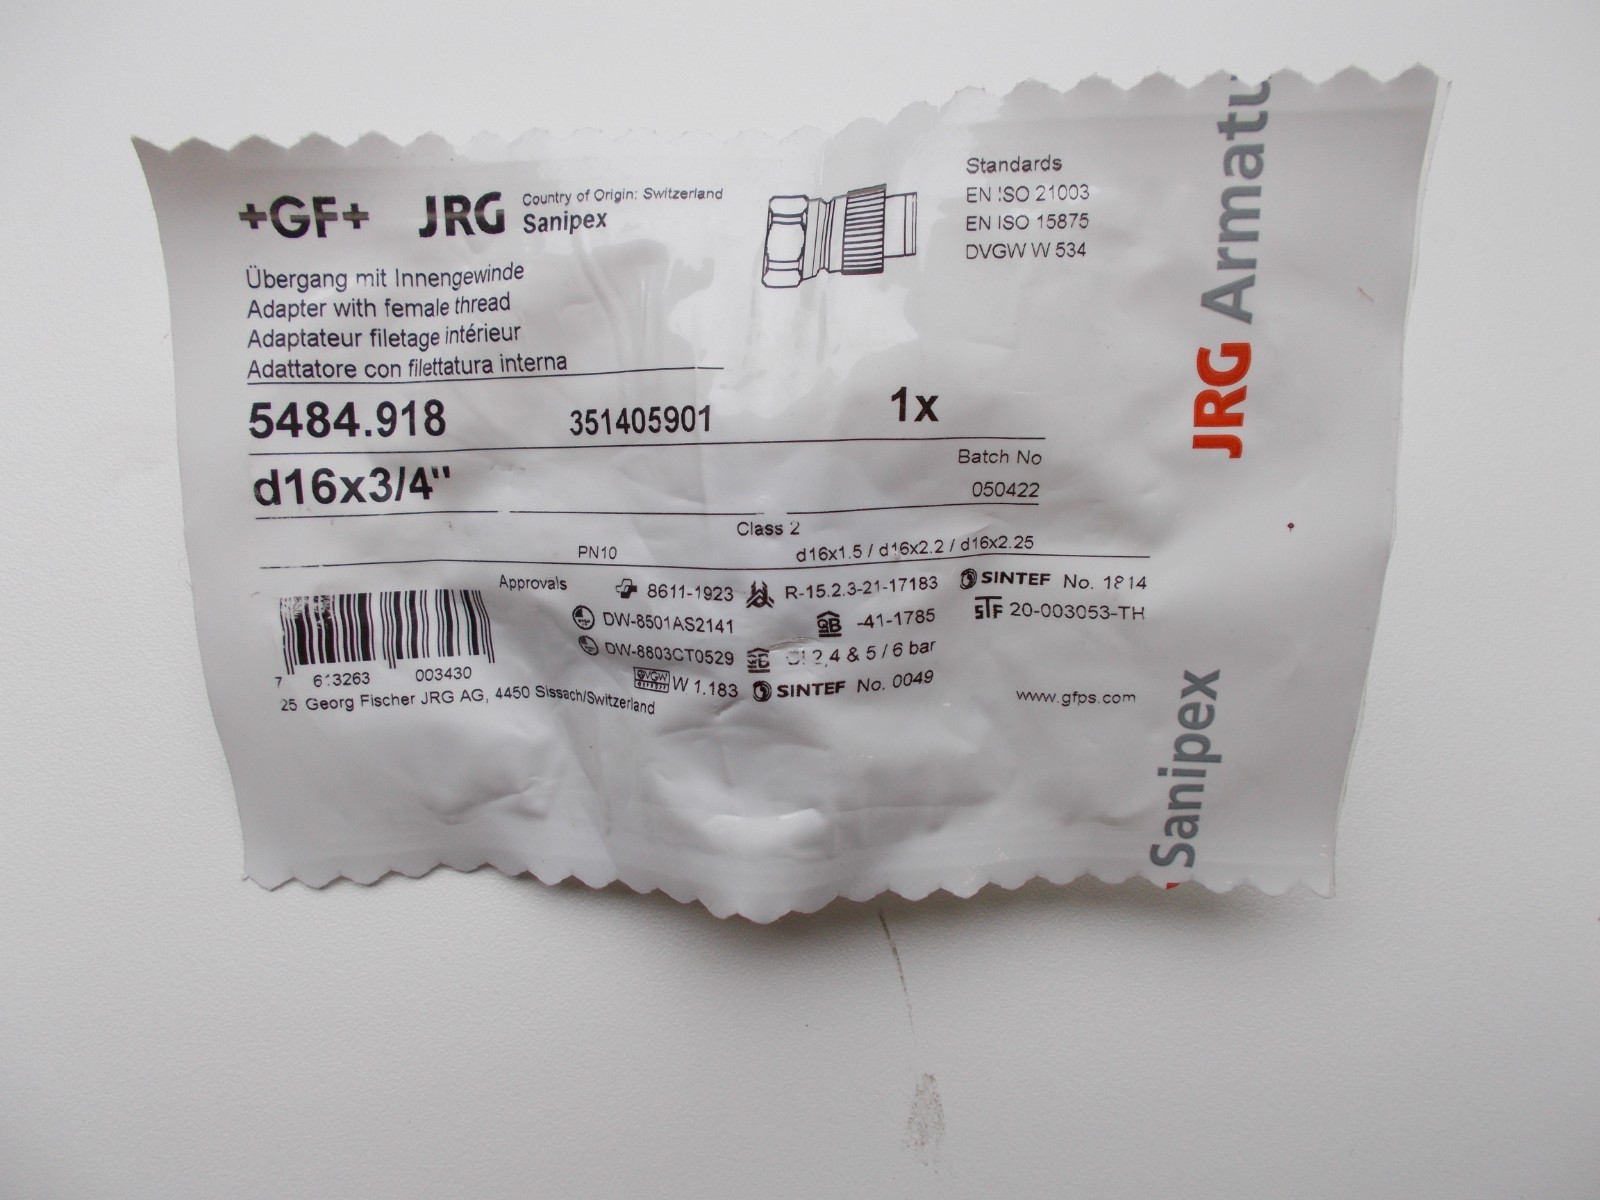 +GF+ JRG Country of Origin: Switzerland
Sanipex
Übergang mit Innengewinde
Adapter with female thread
Adaptateur filetage intérieur
Adattatore con filettatura interna
5484.918 351405901 1x
d16x3/4"
Batch No
050422
Class 2
PN10 d16x1.5 / d16x2.2 / d16x2.25
Approvals 8611-1923 R-15.2.3-21-17183 SINTEF No. 1814
DW-8501AS2141 QB -41-1785 STF 20-003053-TH
DW-8803CT0529 2,4 & 5 / 6 bar
DVGW W 1.183 SINTEF No. 0049
7 613263 003430
25 Georg Fischer JRG AG, 4450 Sissach/Switzerland
www.gfps.com
Standards
EN ISO 21003
EN ISO 15875
DVGW W 534
JRG Armatu
Sanipex